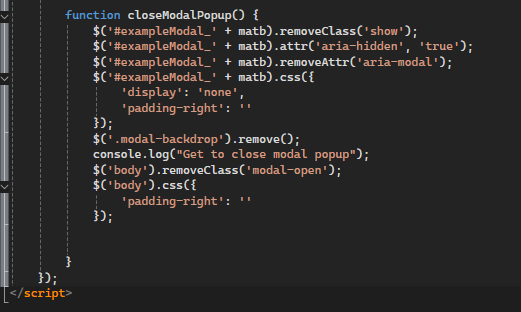 function closeModalPopup() {
$('#exampleModal_' + matb).removeClass('show');
$('#exampleModal_' + matb).attr('aria-hidden', 'true');
$('#exampleModal_' + matb).removeAttr('aria-modal');
$('#exampleModal_' + matb).css({
'display': 'none',
'padding-right': ''
});
$('.modal-backdrop').remove();
console.log("Get to close modal popup");
$('body').removeClass('modal-open');
$('body').css({
'padding-right': ''
});
}
});
</script>